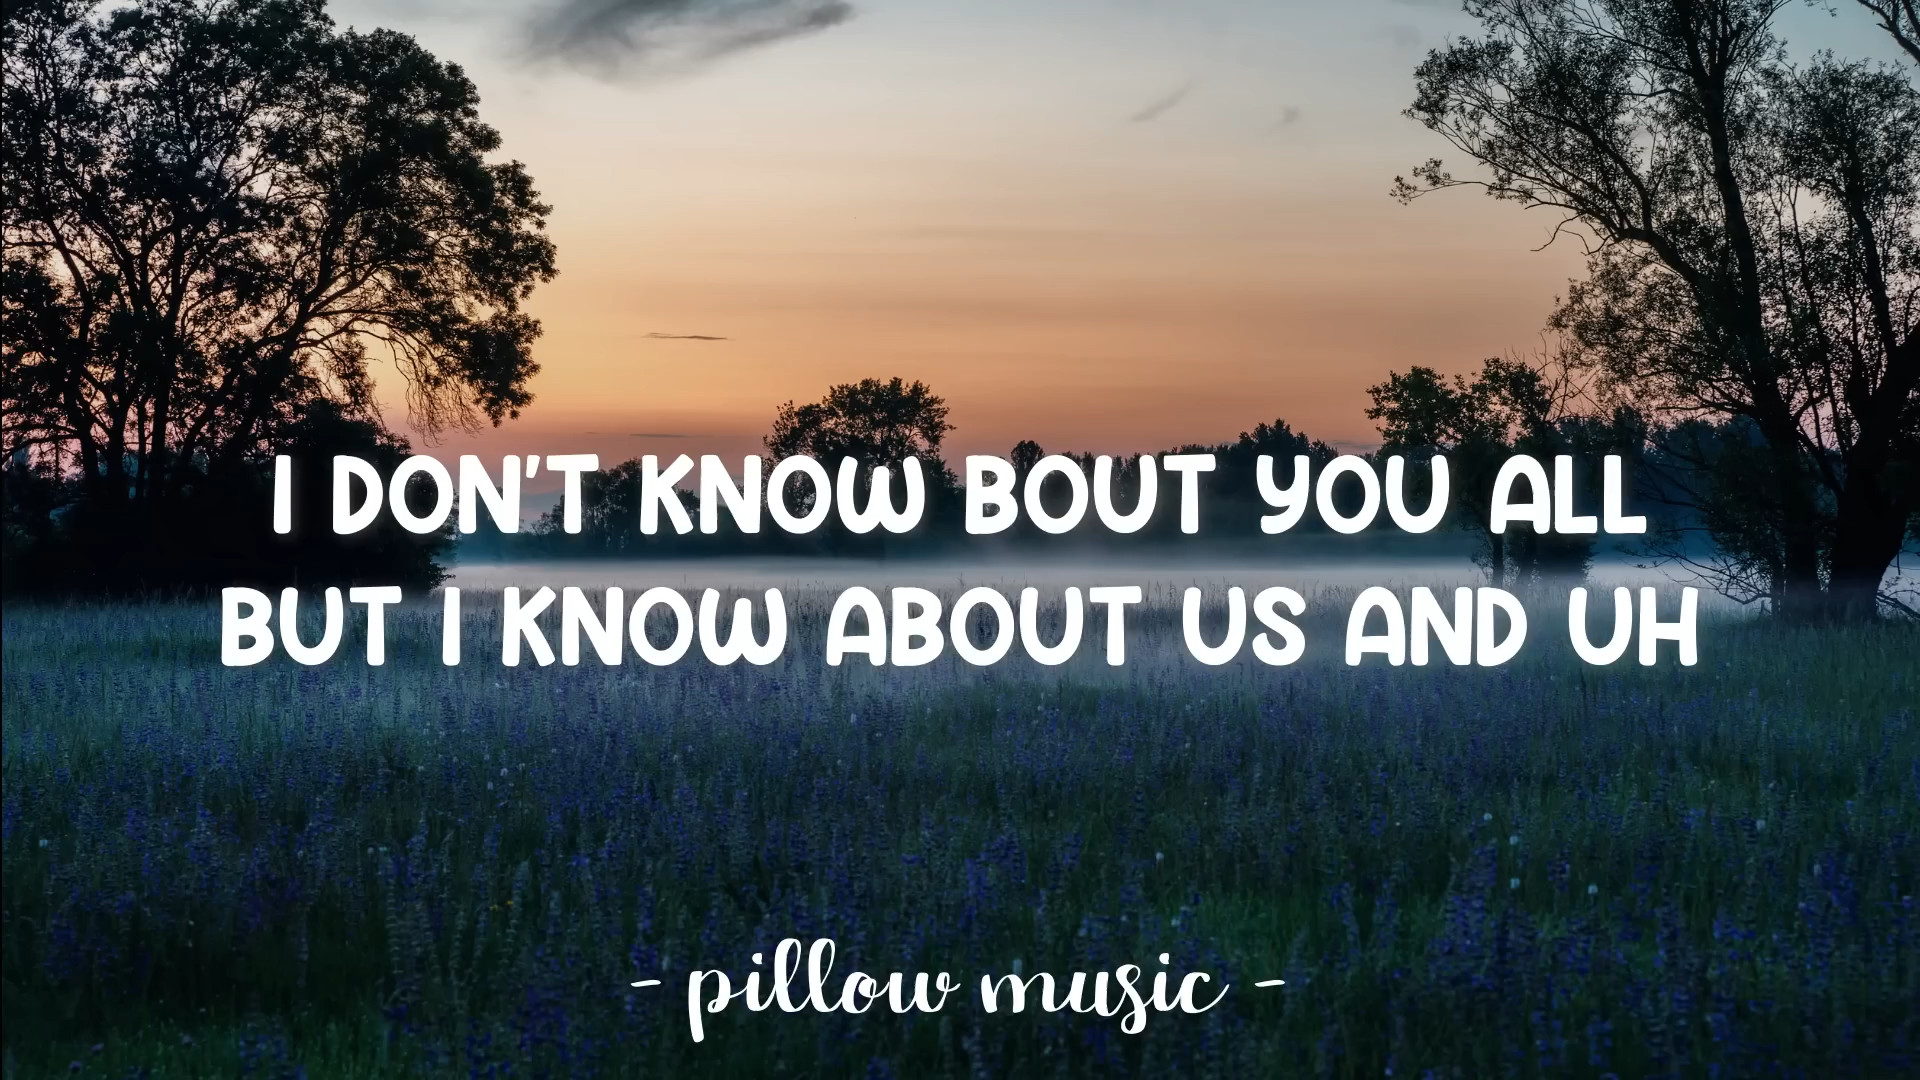 I DON'T KNOW BOUT YOU ALL
BUT I KNOW ABOUT US AND UH
- pillow music -